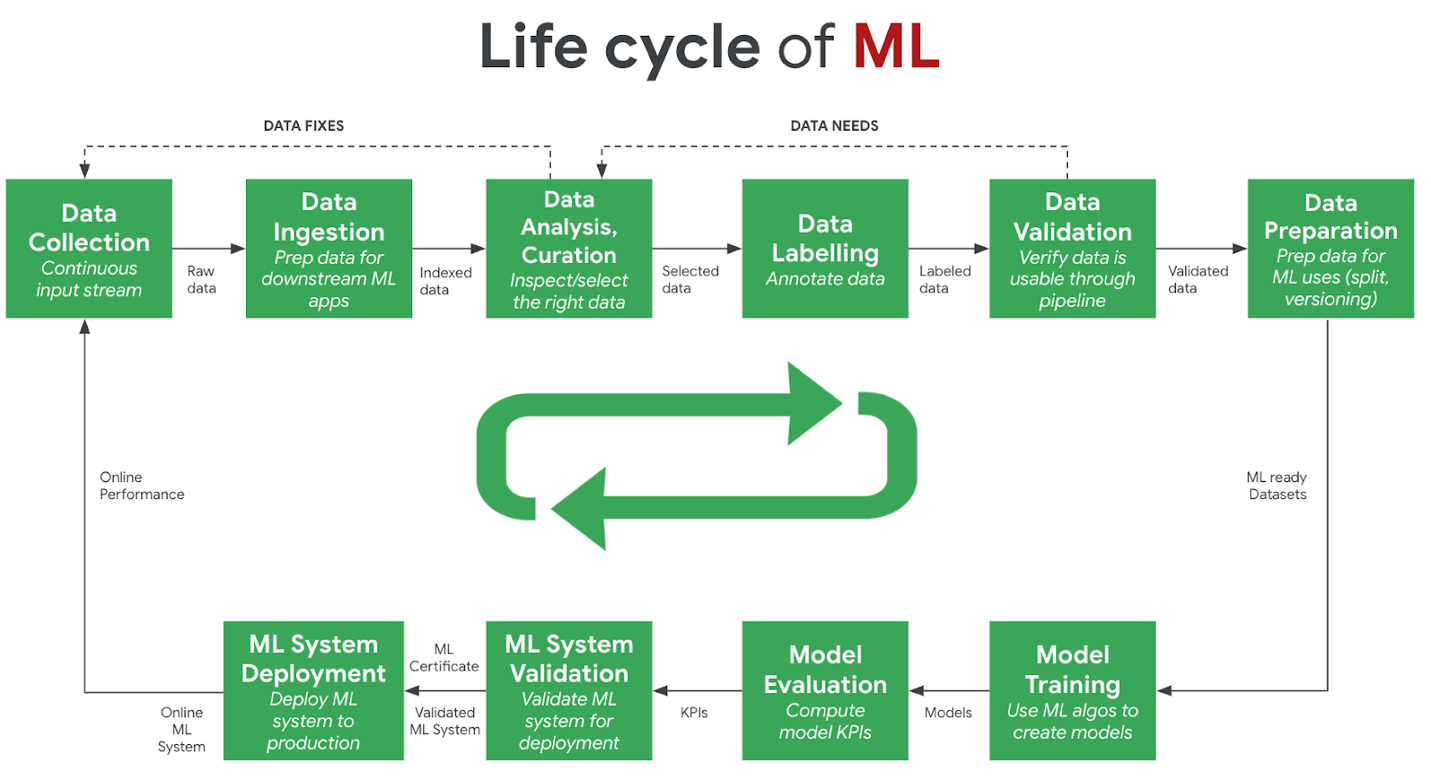 Life cycle of ML
DATA FIXES
DATA NEEDS
Data
Collection
Continuous
input stream
Raw
data
Data
Ingestion
Prep data for
downstream ML
apps
Indexed
data
Data
Analysis,
Curation
Inspect/select
the right data
Selected
data
Data
Labelling
Annotate data
Labeled
data
Data
Validation
Verify data is
usable through
pipeline
Validated
data
Data
Preparation
Prep data for
ML uses (split,
versioning)
Online
Performance
ML ready
Datasets
ML System
Deployment
Deploy ML
system to
production
Online
ML
System
ML
Certificate
Validated
ML System
ML System
Validation
Validate ML
system for
deployment
KPIs
Model
Evaluation
Compute
model KPIs
Models
Model
Training
Use ML algos to
create models